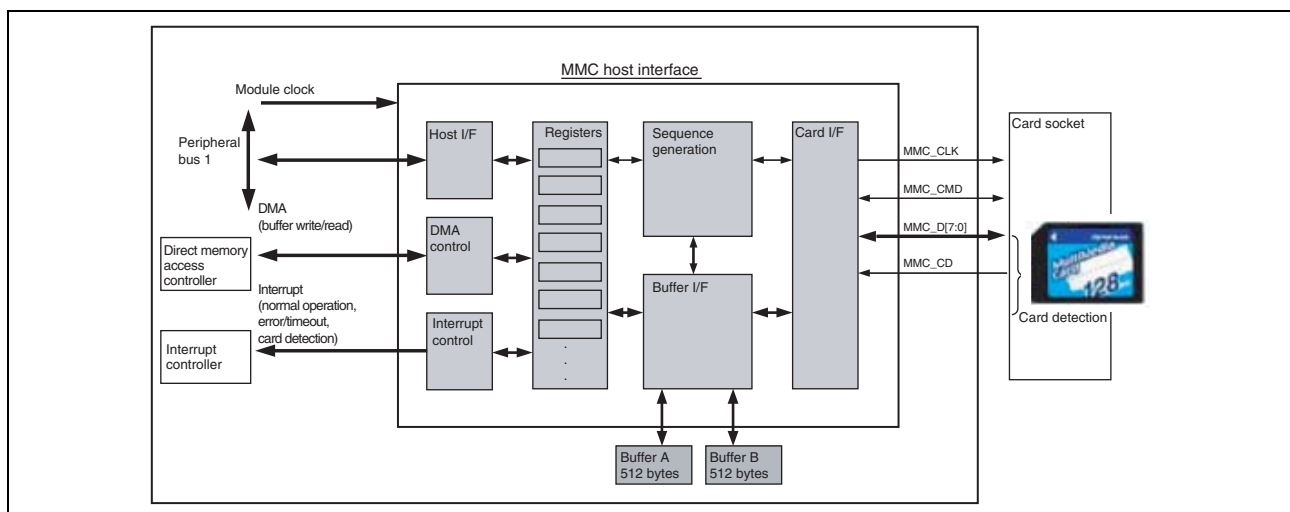 MMC host interface
Module clock
Peripheral
bus 1
Host I/F
Registers
Sequence
generation
Card I/F
Card socket
MMC_CLK
MMC_CMD
MMC_D[7:0]
MMC_CD
DMA
(buffer write/read)
DMA
control
Direct memory
access
controller
Interrupt
(normal operation,
error/timeout,
card detection)
Buffer I/F
MultiMedia
Card
128
Card detection
Interrupt
control
Interrupt
controller
.
.
.
Buffer A
512 bytes
Buffer B
512 bytes